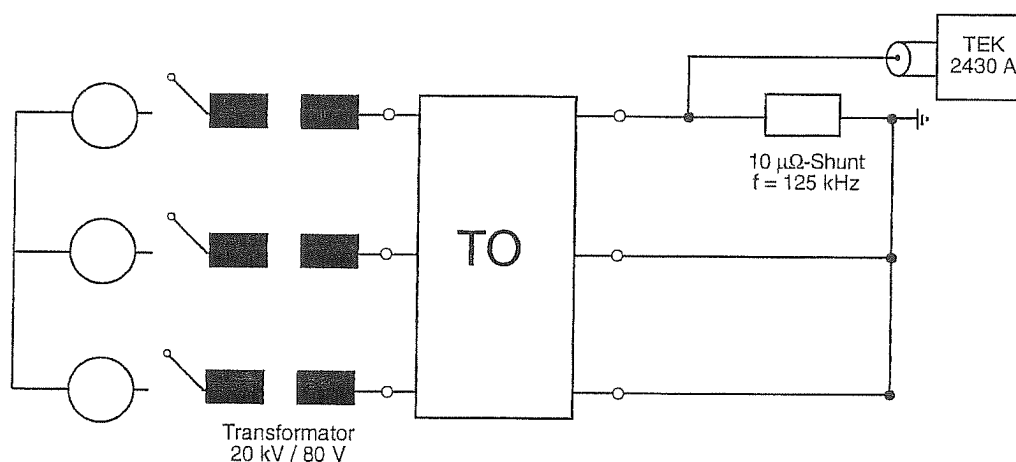 TEK
2430 A
10 μΩ-Shunt
f = 125 kHz
TO
Transformator
20 kV / 80 V